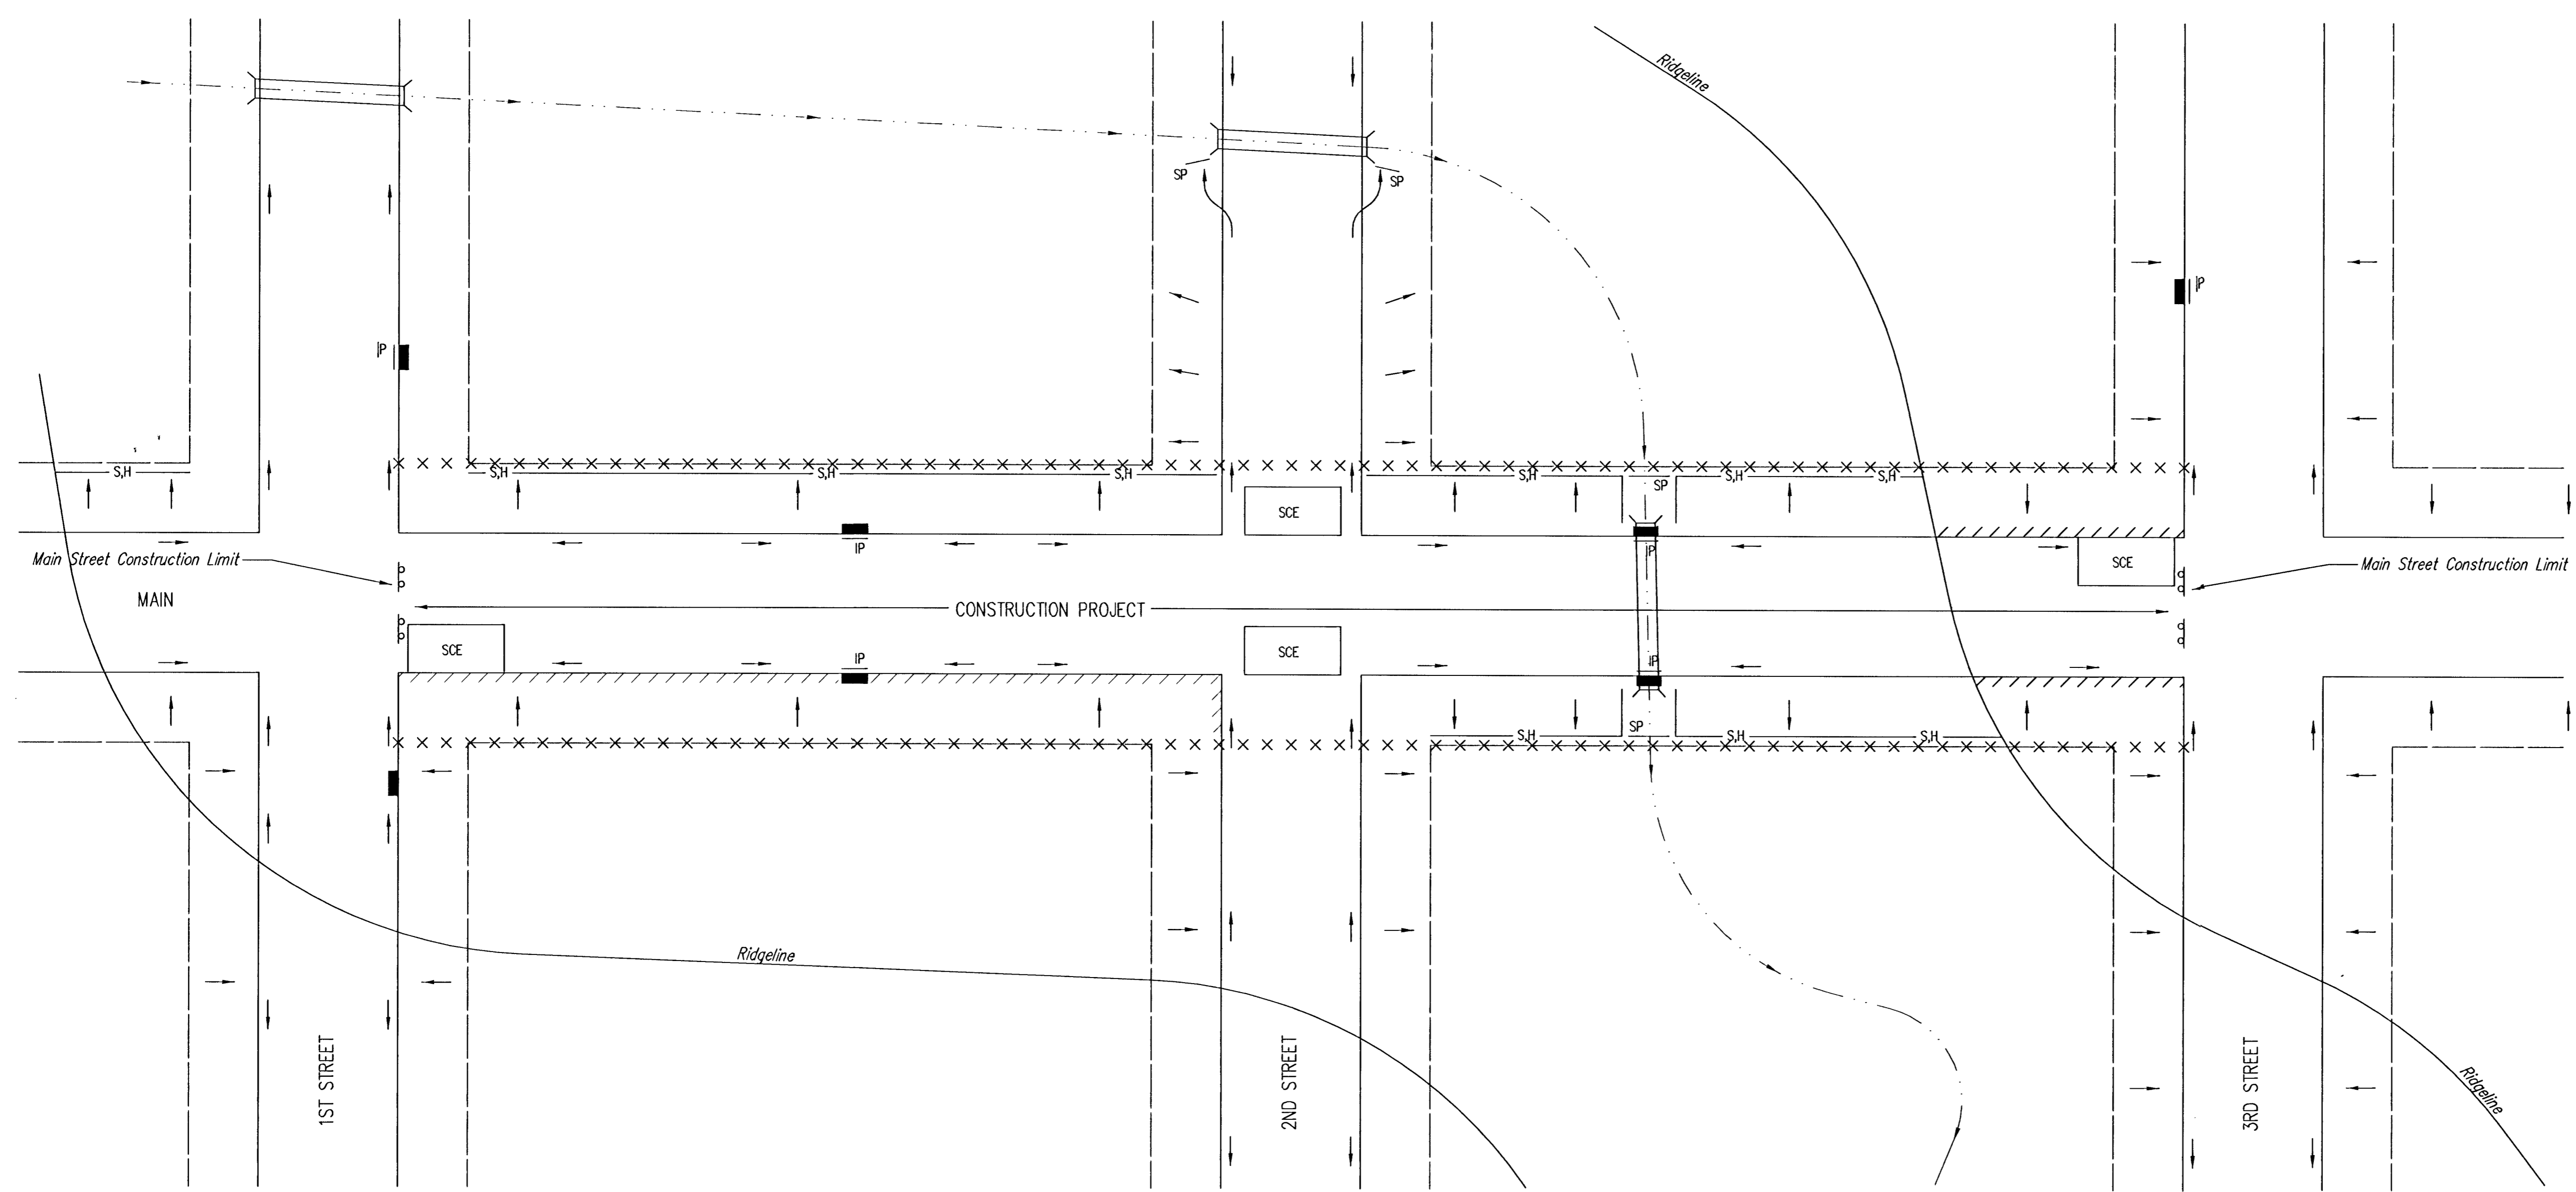 Ridgeline
SP
SP
IP
IP
S,H
S,H
S,H
S,H
S,H
S,H
S,H
SP
SCE
IP
IP
SCE
Main Street Construction Limit
Main Street Construction Limit
MAIN
CONSTRUCTION PROJECT
SCE
SCE
IP
IP
SP
S,H
S,H
S,H
Ridgeline
1ST STREET
2ND STREET
3RD STREET
Ridgeline